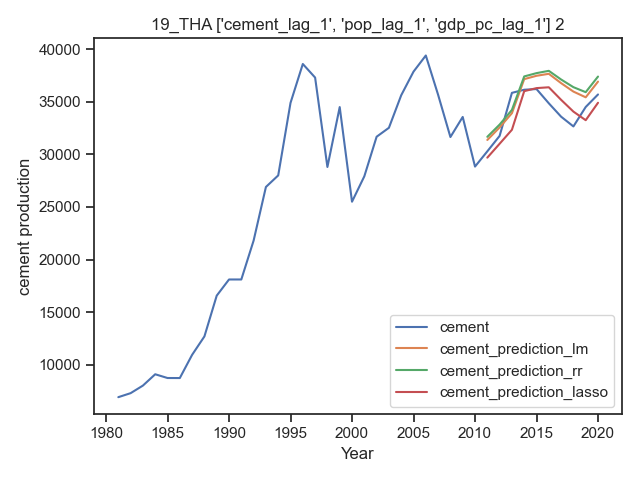 19_THA ['cement_lag_1', 'pop_lag_1', 'gdp_pc_lag_1'] 2
40000
35000
30000
25000
20000
15000
10000
cement production
cement
cement_prediction_lm
cement_prediction_rr
cement_prediction_lasso
1980 1985 1990 1995 2000 2005 2010 2015 2020
Year